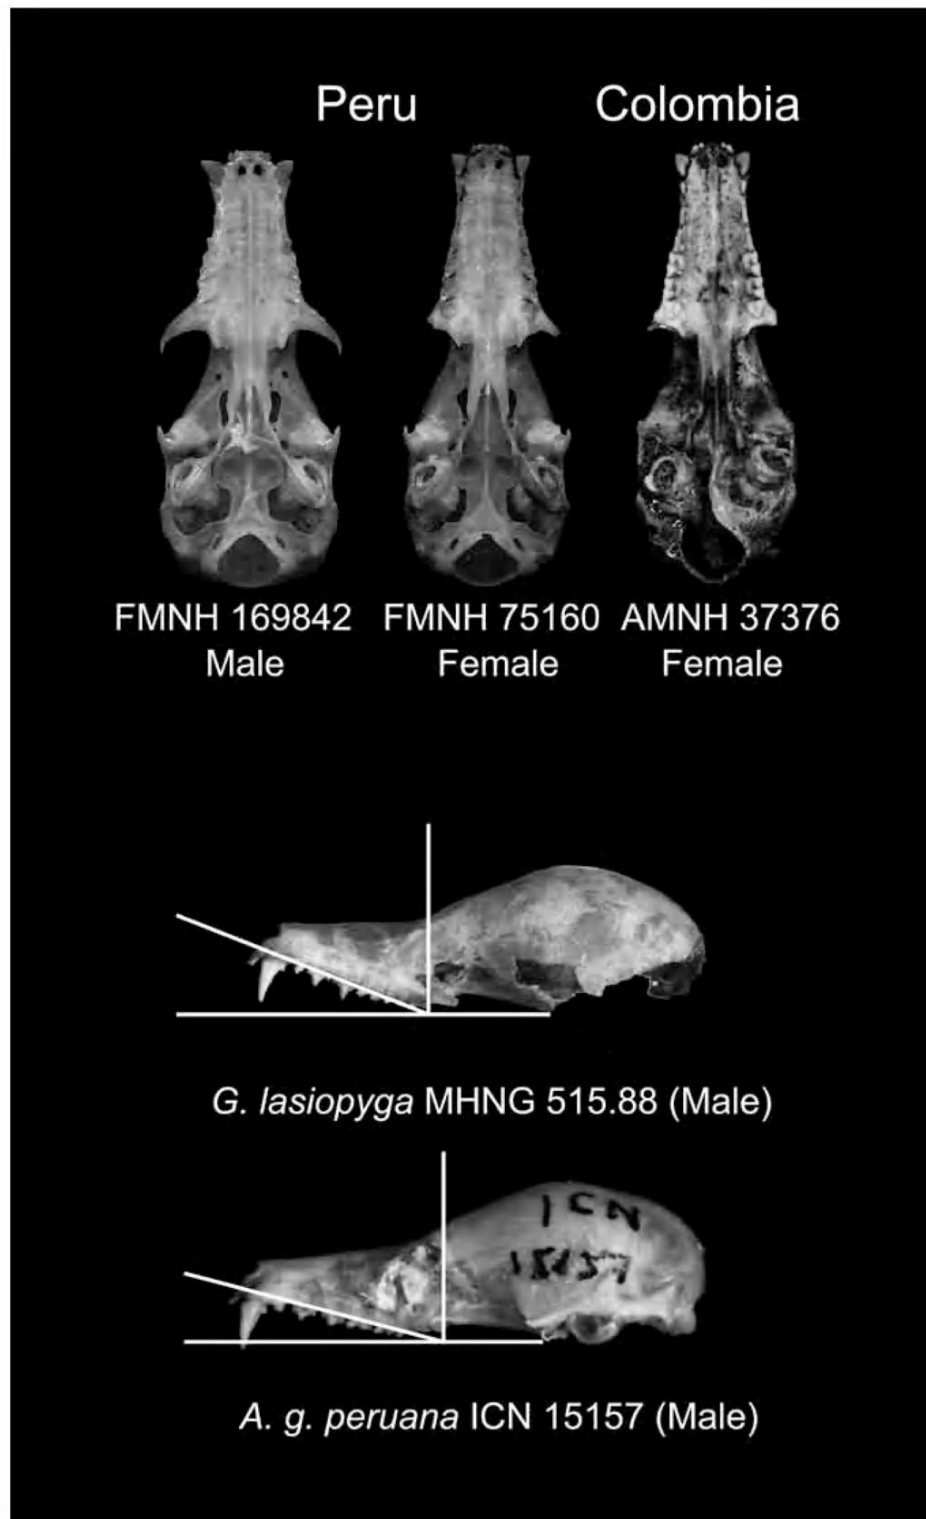 Peru Colombia
FMNH 169842 FMNH 75160 AMNH 37376
Male Female Female
G. lasiopyga MHNG 515.88 (Male)
ICN
15157
A. g. peruana ICN 15157 (Male)